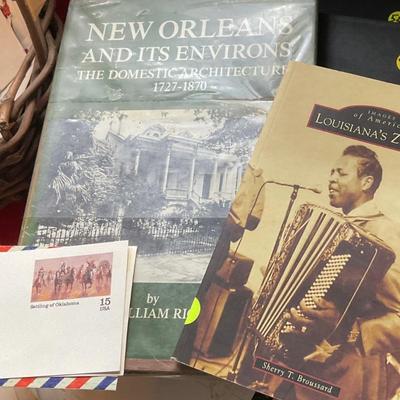 NEW ORLEANS
AND ITS ENVIRONS
THE DOMESTIC ARCHITECTURE
1727-1870
by
IMAGES
of America
LOUISIANA'S
Settling of Oklahoma
15
USA
Sherry T. Broussard